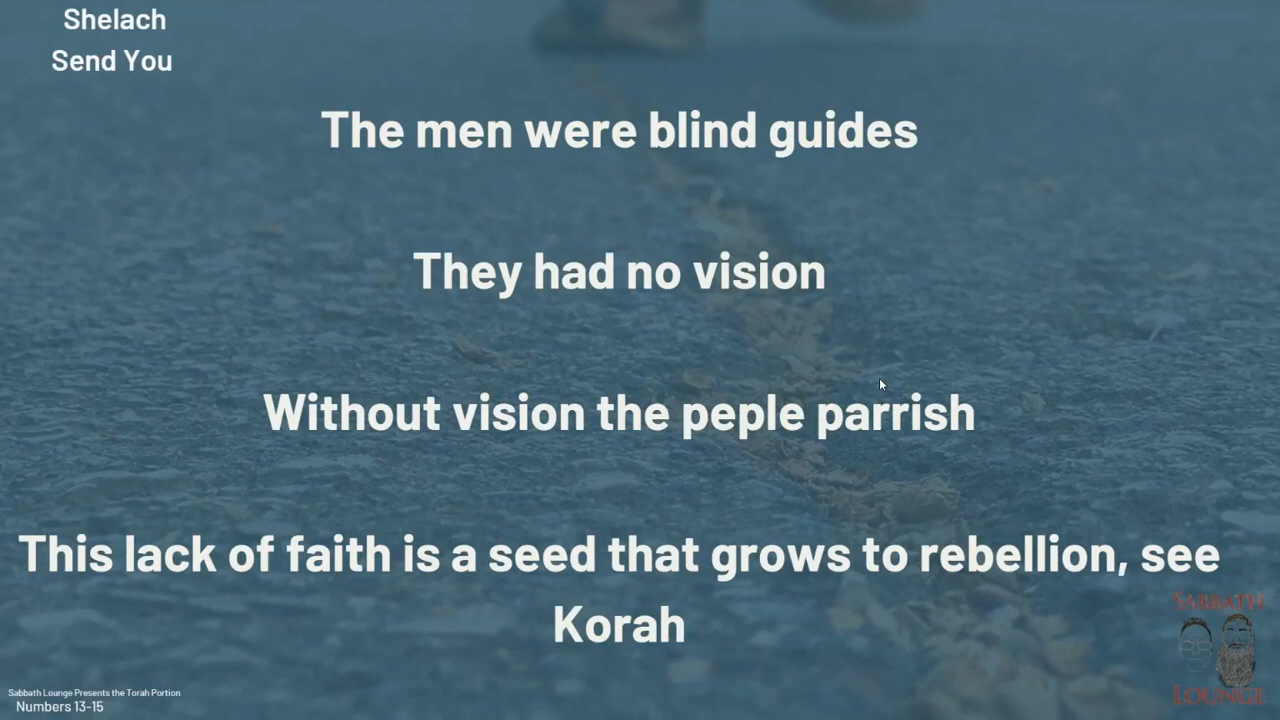 Shelach
Send You
The men were blind guides
They had no vision
Without vision the peple parrish
This lack of faith is a seed that grows to rebellion, see
Korah
SABBATH
LOUNGE
Sabbath Lounge Presents the Torah Portion
Numbers 13-15